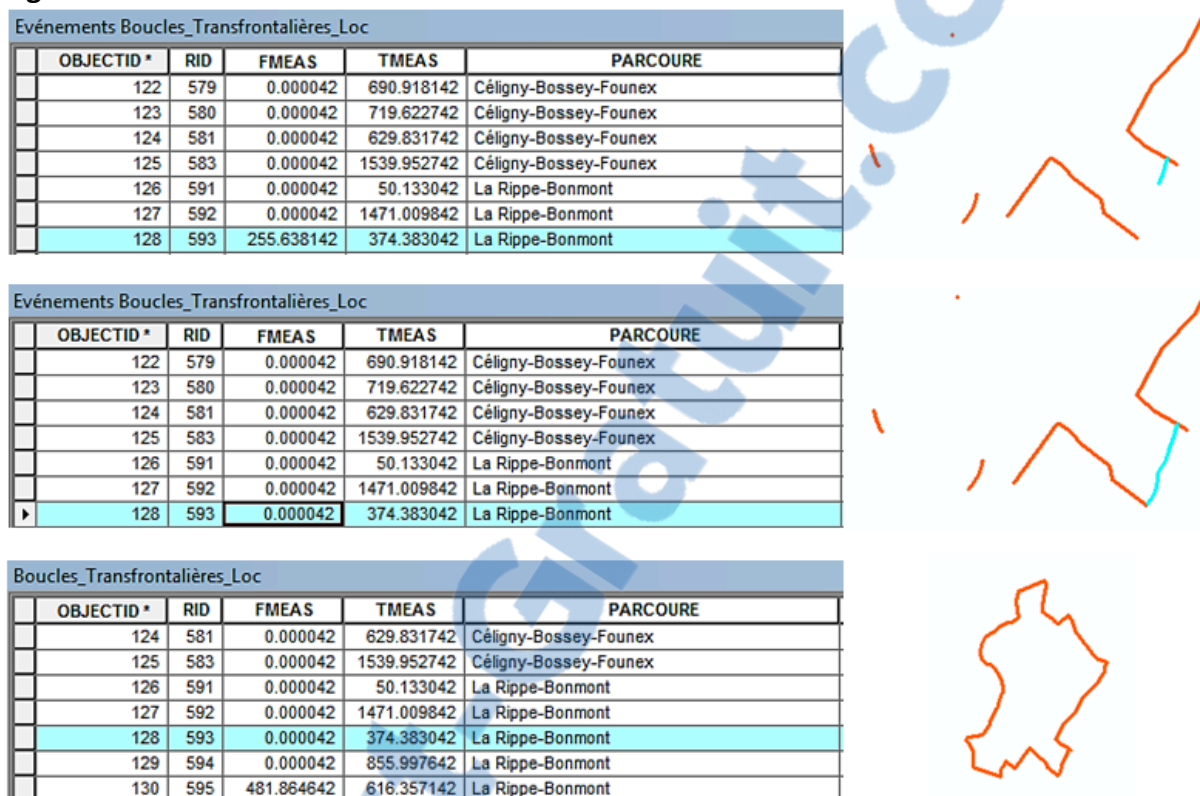 Evénements Boucles_Transfrontalières_Loc
OBJECTID * RID FMEAS TMEAS PARCOURE
122 579 0.000042 690.918142 Céligny-Bossey-Founex
123 580 0.000042 719.622742 Céligny-Bossey-Founex
124 581 0.000042 629.831742 Céligny-Bossey-Founex
125 583 0.000042 1539.952742 Céligny-Bossey-Founex
126 591 0.000042 50.133042 La Rippe-Bonmont
127 592 0.000042 1471.009842 La Rippe-Bonmont
128 593 255.638142 374.383042 La Rippe-Bonmont
Evénements Boucles_Transfrontalières_Loc
OBJECTID * RID FMEAS TMEAS PARCOURE
122 579 0.000042 690.918142 Céligny-Bossey-Founex
123 580 0.000042 719.622742 Céligny-Bossey-Founex
124 581 0.000042 629.831742 Céligny-Bossey-Founex
125 583 0.000042 1539.952742 Céligny-Bossey-Founex
126 591 0.000042 50.133042 La Rippe-Bonmont
127 592 0.000042 1471.009842 La Rippe-Bonmont
128 593 0.000042 374.383042 La Rippe-Bonmont
Boucles_Transfrontalières_Loc
OBJECTID * RID FMEAS TMEAS PARCOURE
124 581 0.000042 629.831742 Céligny-Bossey-Founex
125 583 0.000042 1539.952742 Céligny-Bossey-Founex
126 591 0.000042 50.133042 La Rippe-Bonmont
127 592 0.000042 1471.009842 La Rippe-Bonmont
128 593 0.000042 374.383042 La Rippe-Bonmont
129 594 0.000042 855.997642 La Rippe-Bonmont
130 595 481.864642 616.357142 La Rippe-Bonmont
t-Gratuit.co